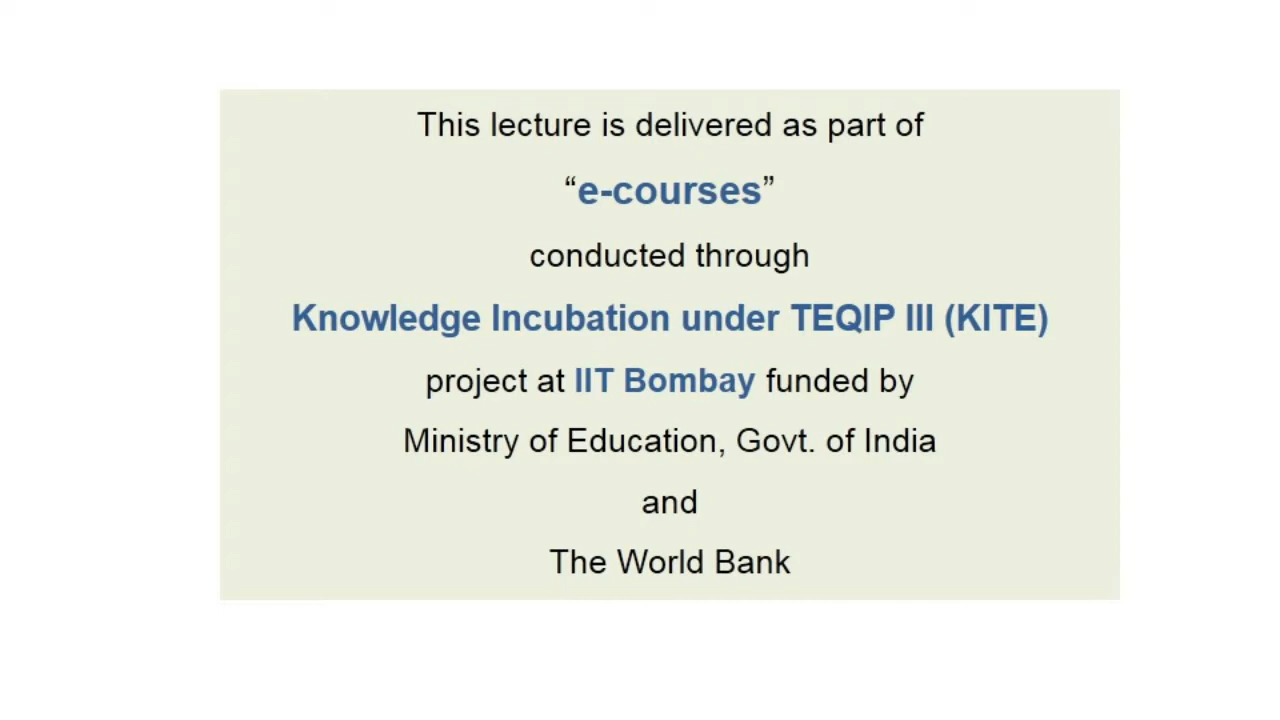 This lecture is delivered as part of
“e-courses”
conducted through
Knowledge Incubation under TEQIP III (KITE)
project at IIT Bombay funded by
Ministry of Education, Govt. of India
and
The World Bank